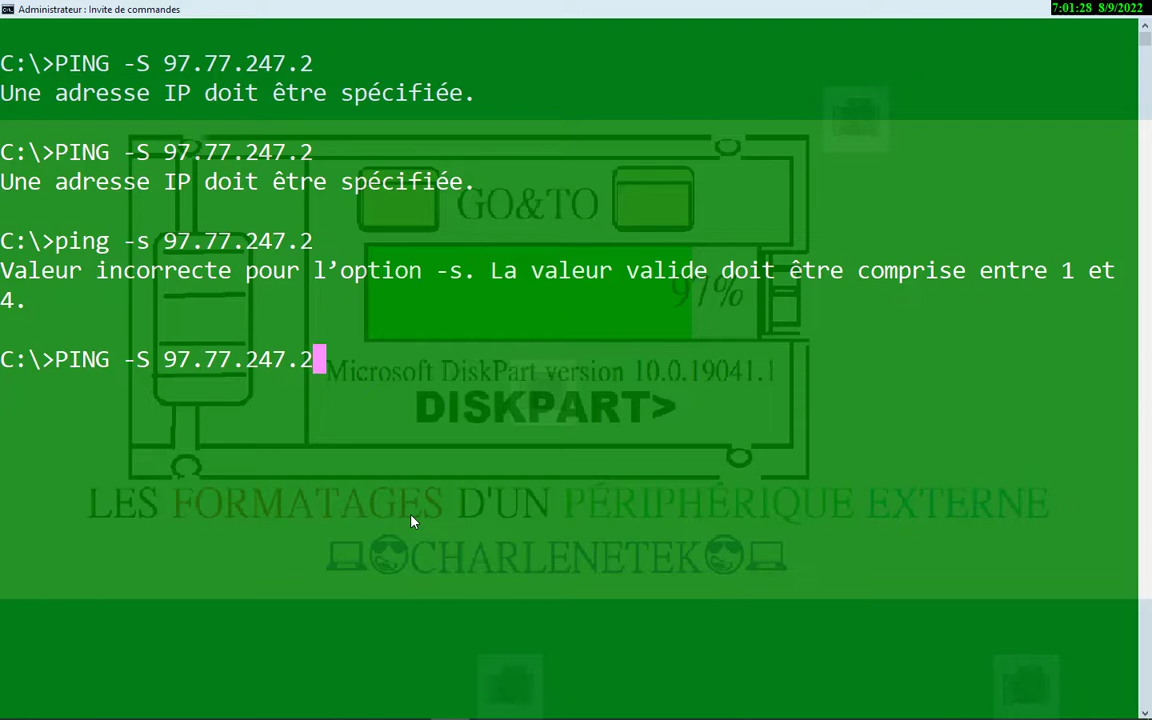 Administrateur : Invite de commandes
7:01:28 8/9/2022
C:\>PING -S 97.77.247.2
Une adresse IP doit être spécifiée.
C:\>PING -S 97.77.247.2
Une adresse IP doit être spécifiée.
GO&TO
C:\>ping -s 97.77.247.2
Valeur incorrecte pour l’option -s. La valeur valide doit être comprise entre 1 et
4.
97%
C:\>PING -S 97.77.247.2
Microsoft DiskPart version 10.0.19041.1
DISKPART>
LES FORMATAGES D'UN PÉRIPHÉRIQUE EXTERNE
💻😎CHARLENETEK😎💻